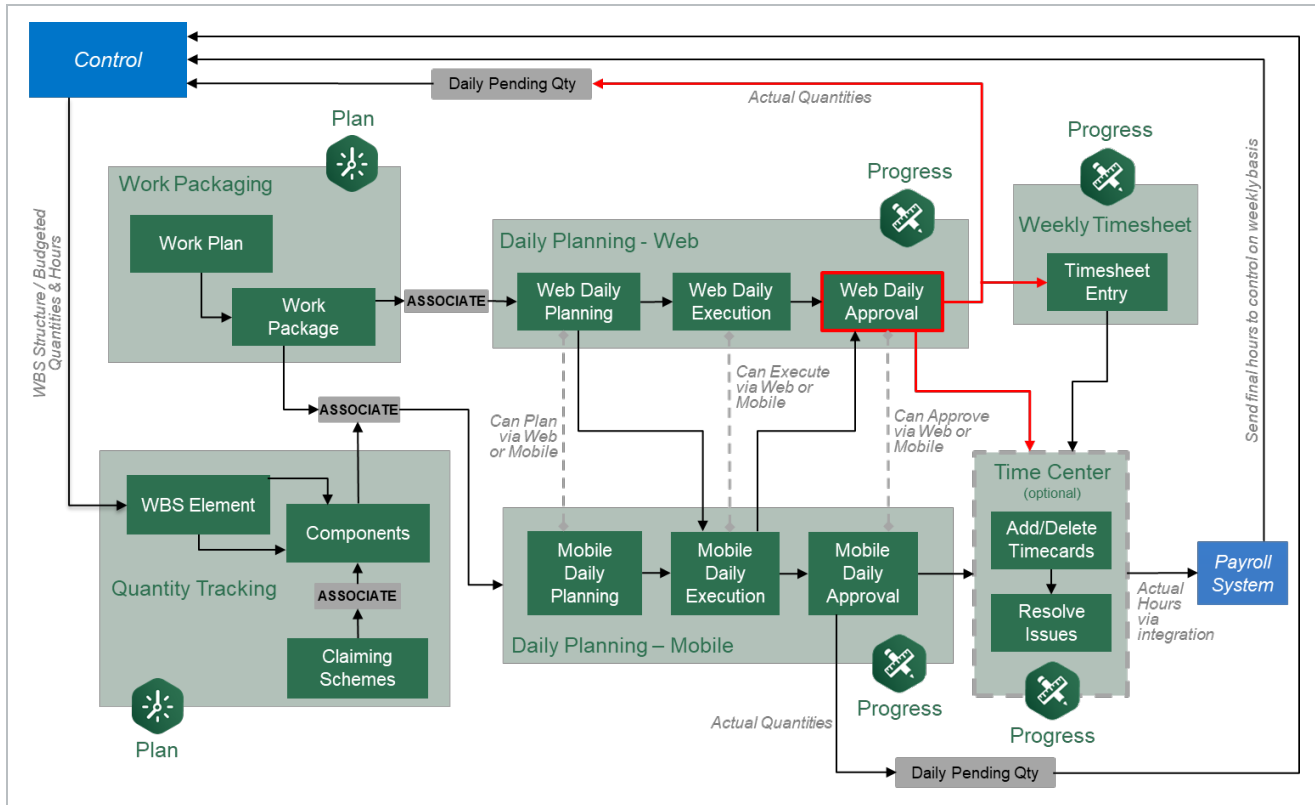 Control
Daily Pending Qty
Actual Quantities
Plan
Progress
Progress
Work Packaging
Work Plan
Work
Package
ASSOCIATE
Daily Planning - Web
Web Daily
Planning
Web Daily
Execution
Web Daily
Approval
Weekly Timesheet
Timesheet
Entry
WBS Structure / Budgeted
Quantities & Hours
Send final hours to control on weekly basis
Can Plan
via Web
or Mobile
Can Execute
via Web or
Mobile
Can Approve
via Web or
Mobile
ASSOCIATE
WBS Element
Components
Quantity Tracking
ASSOCIATE
Claiming
Schemes
Plan
Mobile
Daily
Planning
Mobile
Daily
Execution
Mobile
Daily
Approval
Daily Planning – Mobile
Progress
Time Center
(optional)
Add/Delete
Timecards
Resolve
Issues
Progress
Actual
Hours
via
integration
Payroll
System
Actual Quantities
Daily Pending Qty